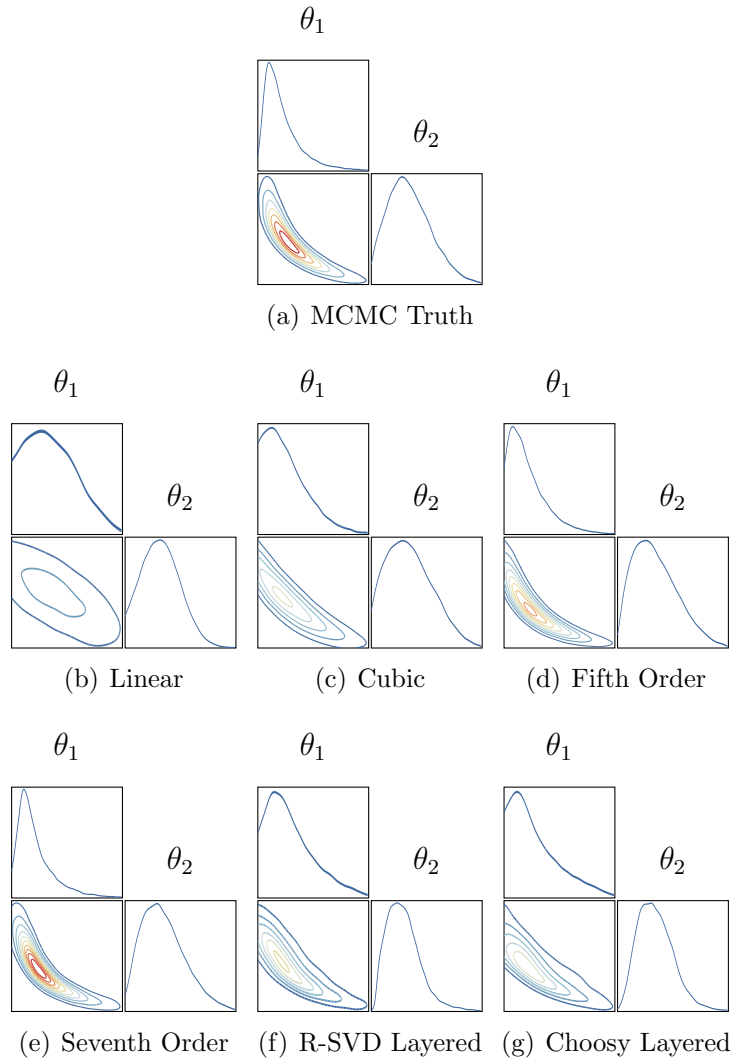 θ1
θ2
(a) MCMC Truth
θ1 θ1 θ1
θ2 θ2 θ2
(b) Linear (c) Cubic (d) Fifth Order
θ1 θ1 θ1
θ2 θ2 θ2
(e) Seventh Order (f) R-SVD Layered (g) Choosy Layered